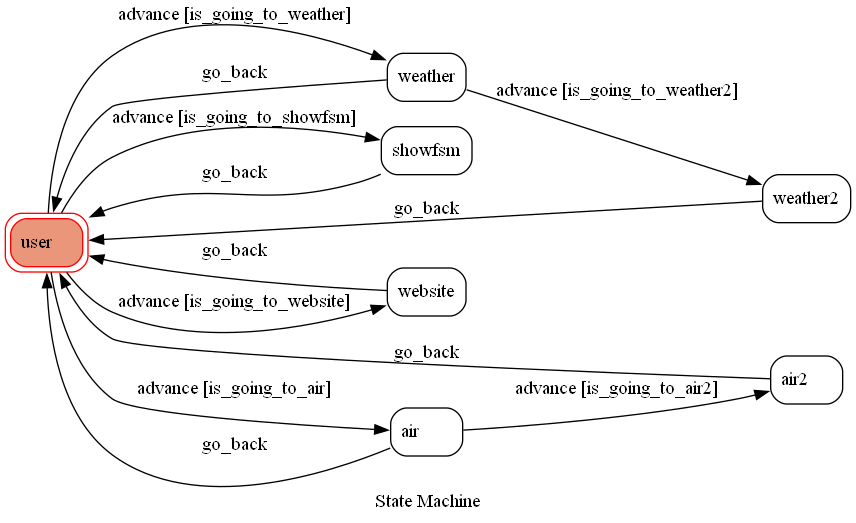 advance [is_going_to_weather]
weather
go_back
advance [is_going_to_weather2]
advance [is_going_to_showfsm]
showfsm
go_back
weather2
go_back
user
go_back
website
advance [is_going_to_website]
go_back
air2
advance [is_going_to_air]
advance [is_going_to_air2]
air
go_back
State Machine